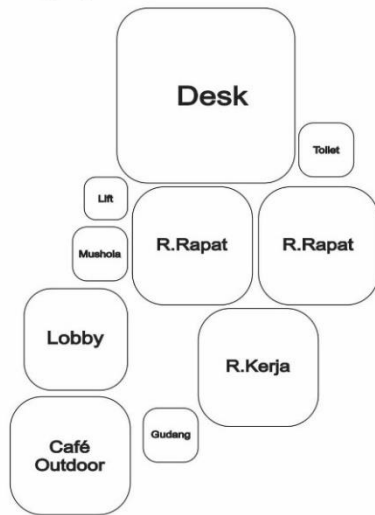 Desk
Toilet
Lift
R.Rapat
R.Rapat
Mushola
Lobby
R.Kerja
Café
Outdoor
Gudang